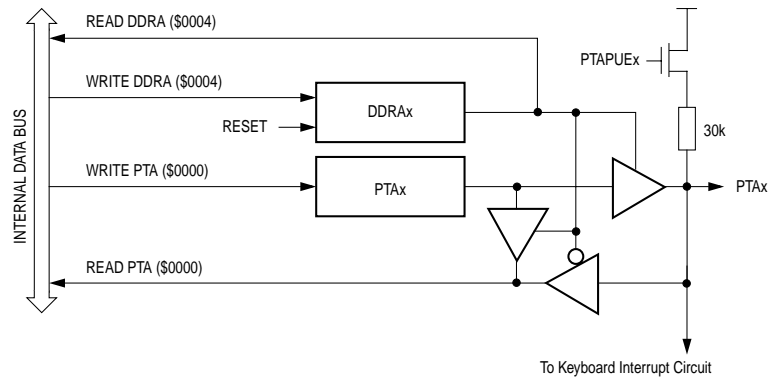 READ DDRA ($0004)
PTAPUEx
WRITE DDRA ($0004)
DDRAx
RESET
30k
WRITE PTA ($0000)
PTAx
PTAx
INTERNAL DATA BUS
READ PTA ($0000)
To Keyboard Interrupt Circuit